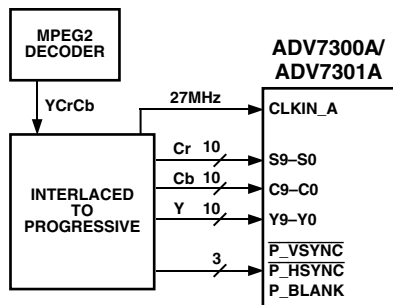 MPEG2
DECODER
YCrCb
INTERLACED
TO
PROGRESSIVE
27MHz
Cr 10
Cb 10
Y 10
3
ADV7300A/
ADV7301A
CLKIN_A
S9–S0
C9–C0
Y9–Y0
P_VSYNC
P_HSYNC
P_BLANK